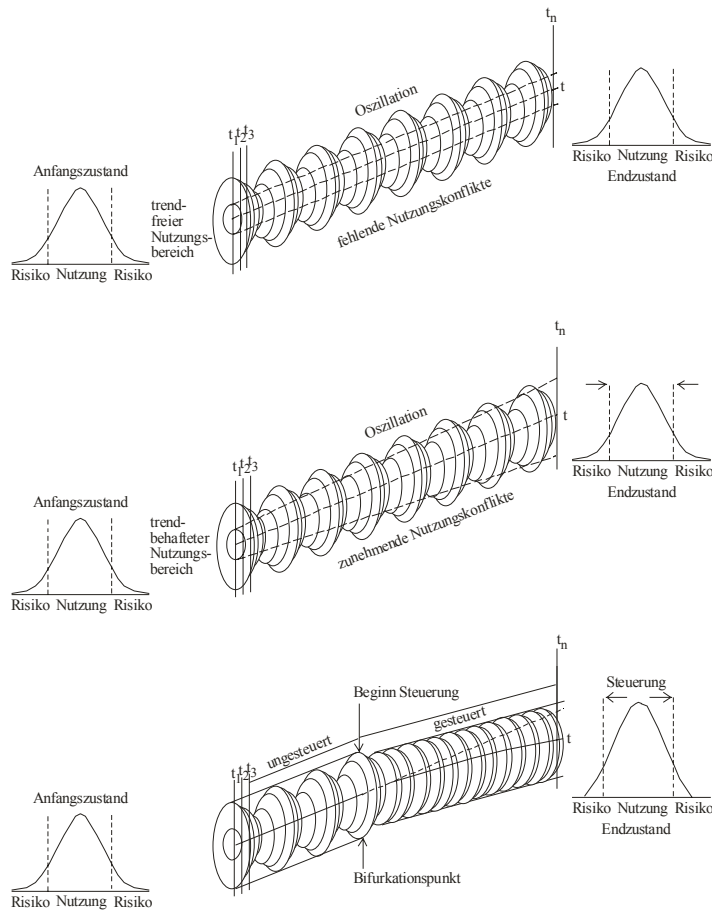 tn
t
Oszillation
t1 t2 t3
Risiko Nutzung Risiko
Endzustand
Anfangszustand
trend-
freier
Nutzungs-
bereich
fehlende Nutzungskonflikte
Risiko Nutzung Risiko
tn
t
Oszillation
t1 t2 t3
Risiko Nutzung Risiko
Endzustand
Anfangszustand
trend-
behafteter
Nutzungs-
bereich
zunehmende Nutzungskonflikte
Risiko Nutzung Risiko
tn
Beginn Steuerung
Steuerung
gesteuert
ungesteuert
t
t1 t2 t3
Anfangszustand
Risiko Nutzung Risiko
Endzustand
Bifurkationspunkt
Risiko Nutzung Risiko